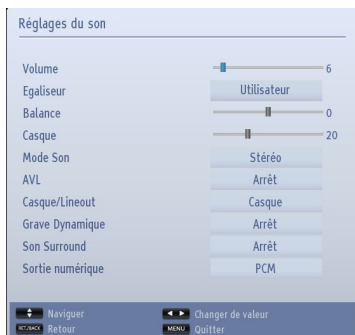 Réglages du son
Volume 6
Egaliseur Utilisateur
Balance 0
Casque 20
Mode Son Stéréo
AVL Arrêt
Casque/Lineout Casque
Grave Dynamique Arrêt
Son Surround Arrêt
Sortie numérique PCM
Naviguer Changer de valeur
RET./BACK Retour MENU Quitter